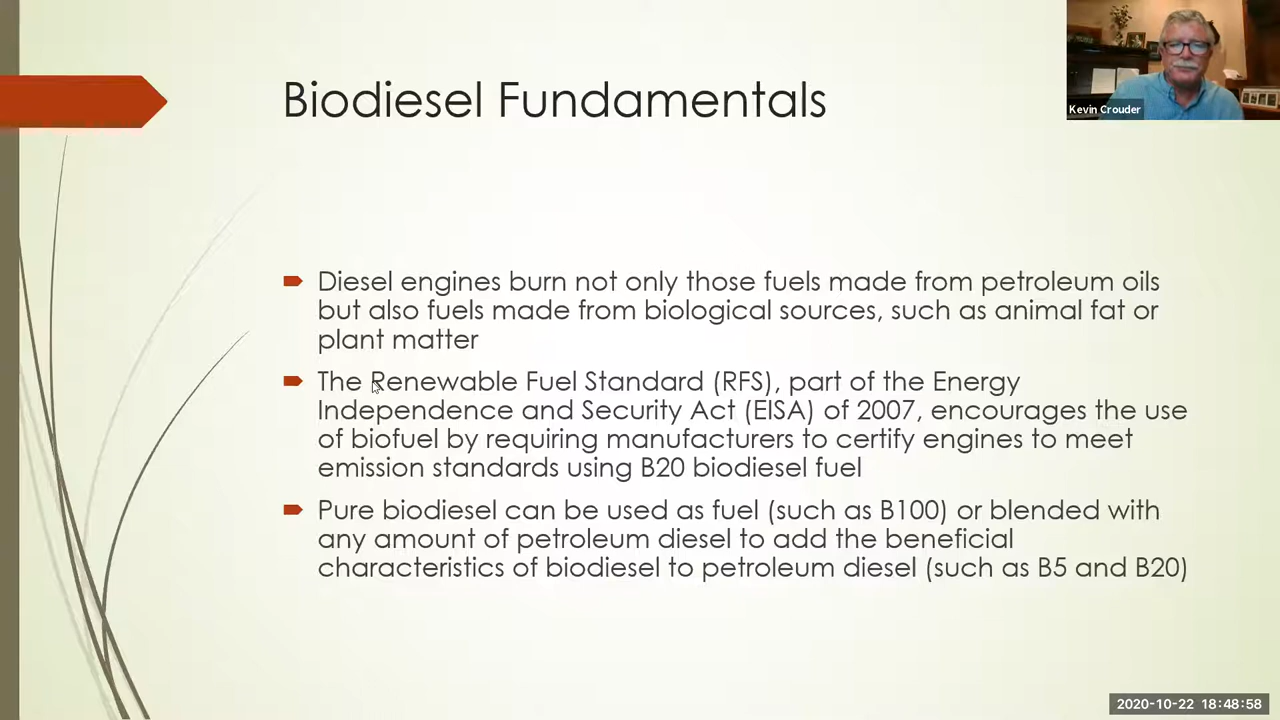 Biodiesel Fundamentals
Kevin Crouder
Diesel engines burn not only those fuels made from petroleum oils
but also fuels made from biological sources, such as animal fat or
plant matter
The Renewable Fuel Standard (RFS), part of the Energy
Independence and Security Act (EISA) of 2007, encourages the use
of biofuel by requiring manufacturers to certify engines to meet
emission standards using B20 biodiesel fuel
Pure biodiesel can be used as fuel (such as B100) or blended with
any amount of petroleum diesel to add the beneficial
characteristics of biodiesel to petroleum diesel (such as B5 and B20)
2020-10-22 18:48:58